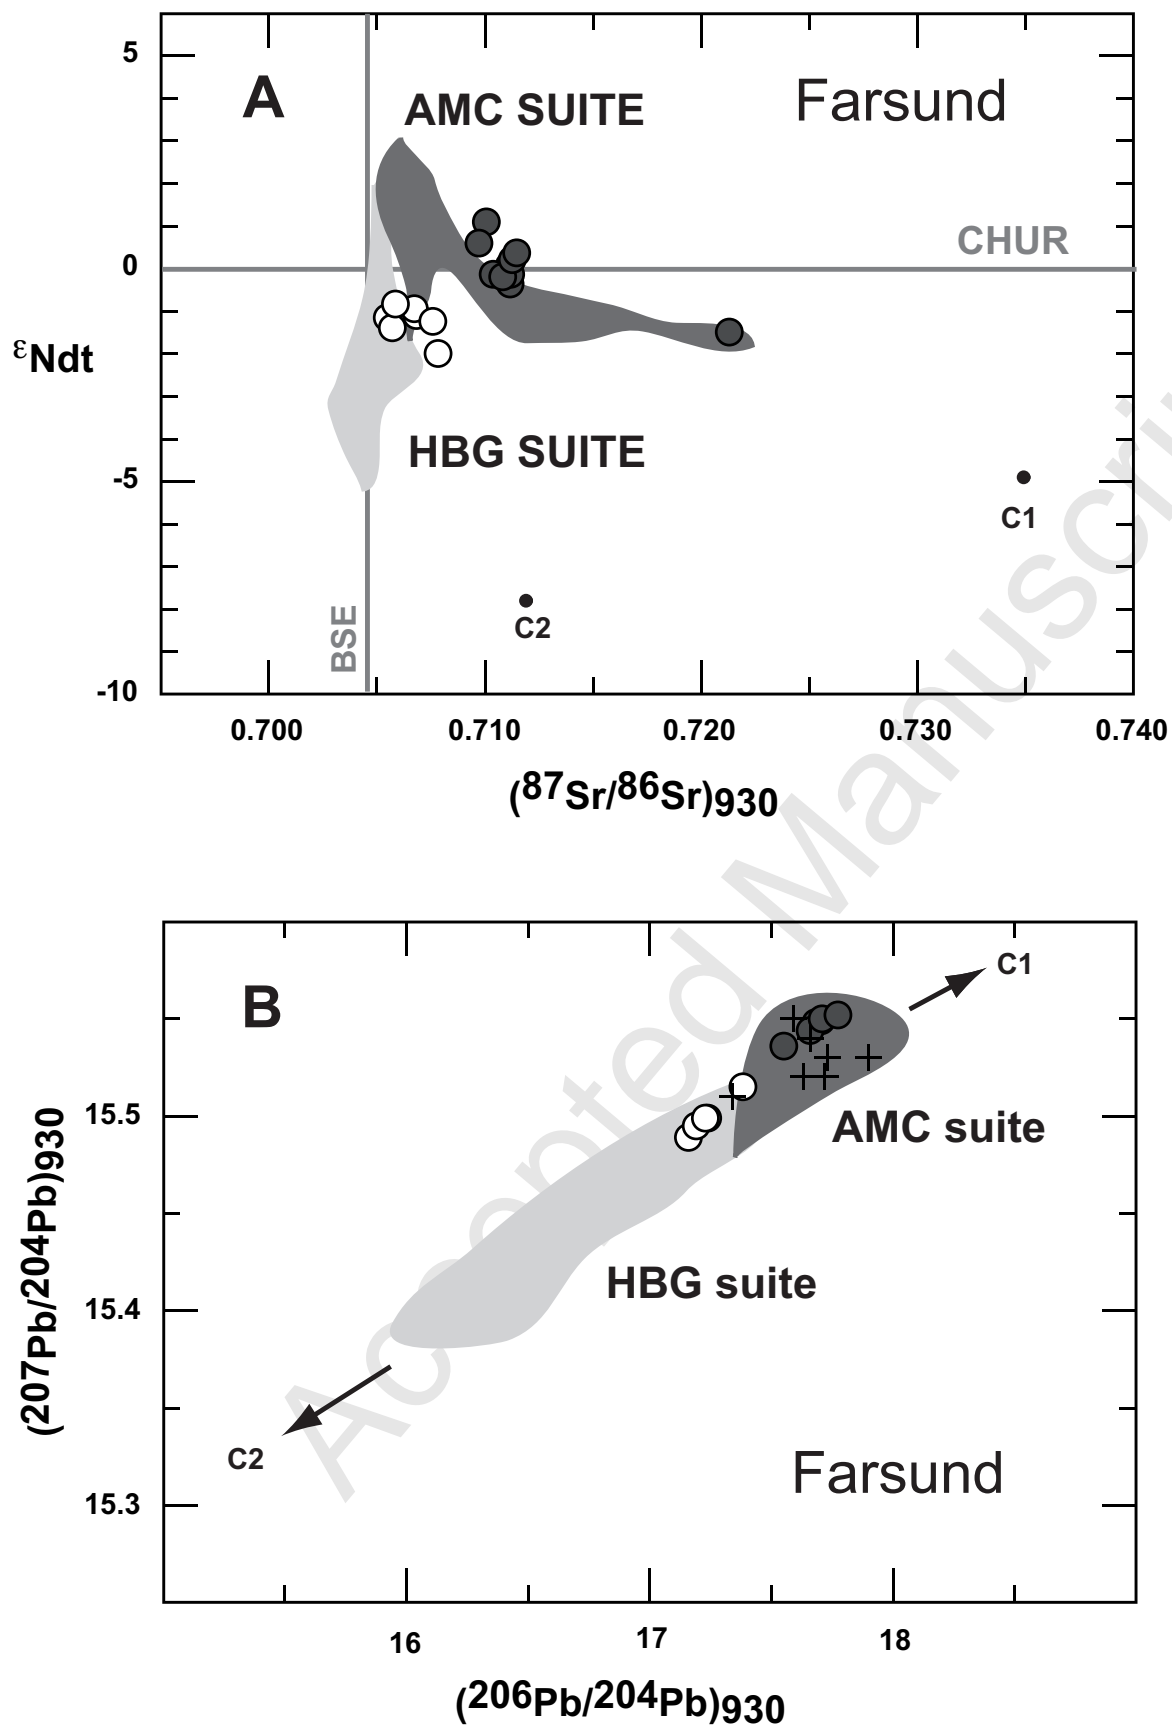 5
A
AMC SUITE
Farsund
CHUR
0
εNdt
HBG SUITE
-5
C1
BSE
C2
-10
0.700 0.710 0.720 0.730 0.740
(87Sr/86Sr)930
Accepted Manuscri
B
C1
15.5
AMC suite
(207Pb/204Pb)930
HBG suite
15.4
C2
Farsund
15.3
16 17 18
(206Pb/204Pb)930